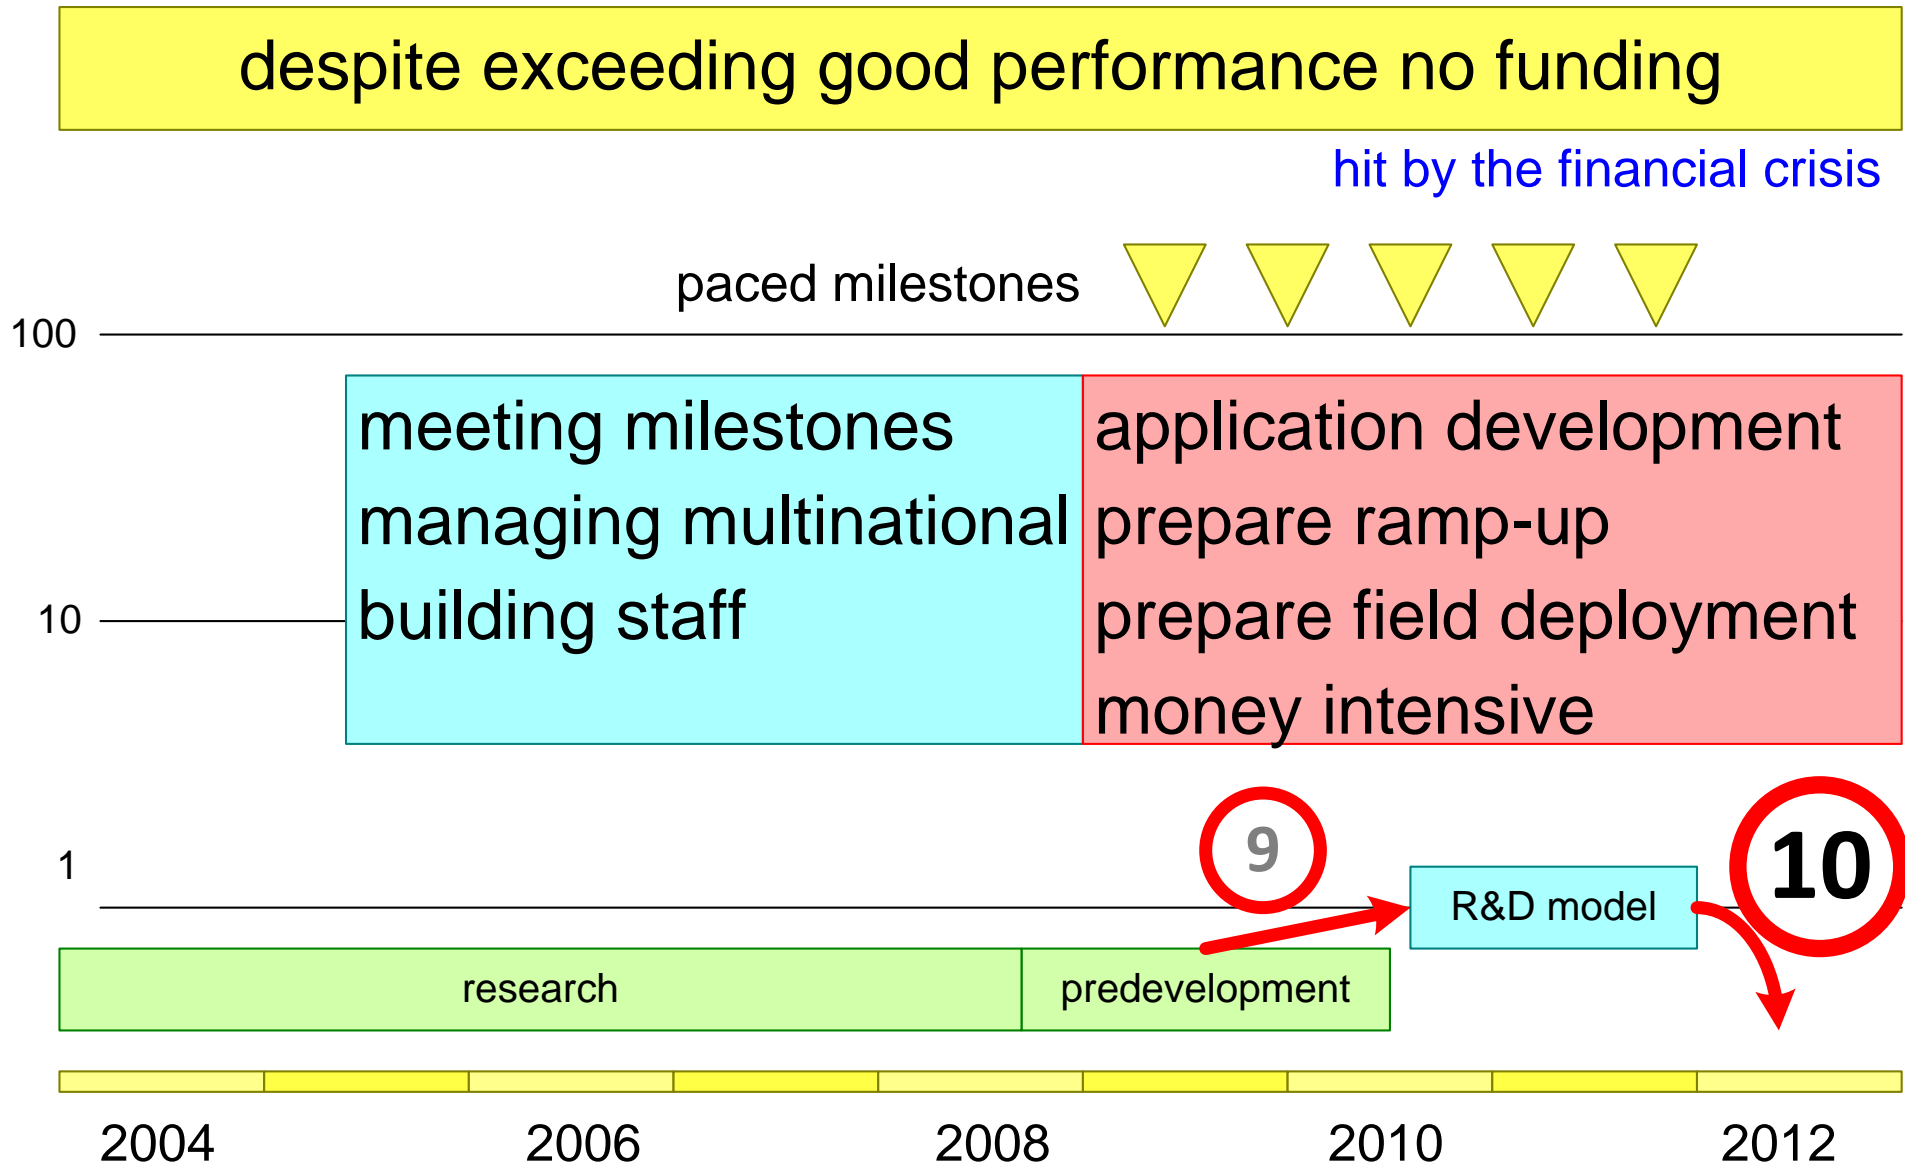 despite exceeding good performance no funding
hit by the financial crisis
paced milestones
100
meeting milestones
managing multinational
building staff
application development
prepare ramp-up
prepare field deployment
money intensive
10
1
9
10
R&D model
research
predevelopment
2004
2006
2008
2010
2012